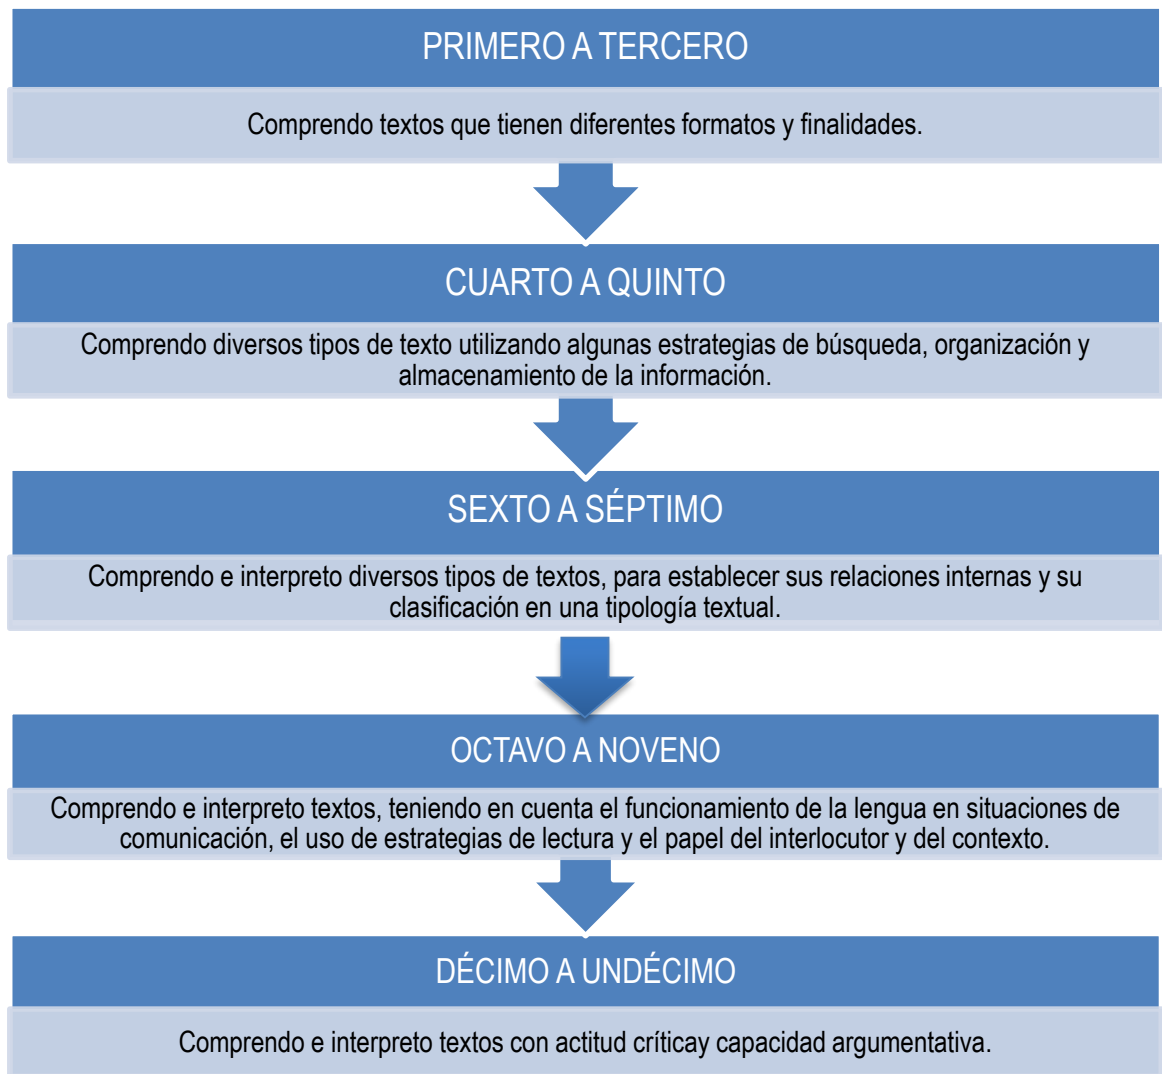 PRIMERO A TERCERO
Comprendo textos que tienen diferentes formatos y finalidades.
CUARTO A QUINTO
Comprendo diversos tipos de texto utilizando algunas estrategias de búsqueda, organización y
almacenamiento de la información.
SEXTO A SÉPTIMO
Comprendo e interpreto diversos tipos de textos, para establecer sus relaciones internas y su
clasificación en una tipología textual.
OCTAVO A NOVENO
Comprendo e interpreto textos, teniendo en cuenta el funcionamiento de la lengua en situaciones de
comunicación, el uso de estrategias de lectura y el papel del interlocutor y del contexto.
DÉCIMO A UNDÉCIMO
Comprendo e interpreto textos con actitud críticay capacidad argumentativa.